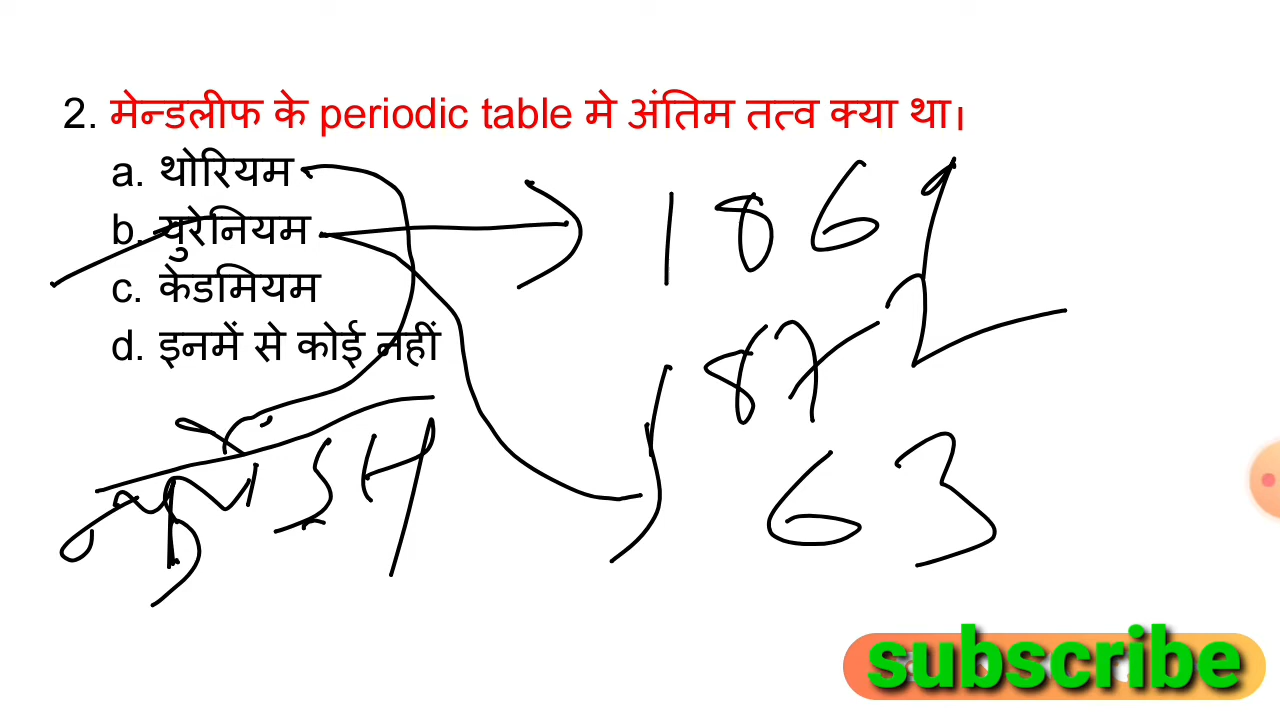 2. मेन्डलीफ के periodic table मे अंतिम तत्व क्या था।
a. थोरियम
b. युरेनियम
c. केडमियम
d. इनमें से कोई नहीं
1869
1872
63
subscribe